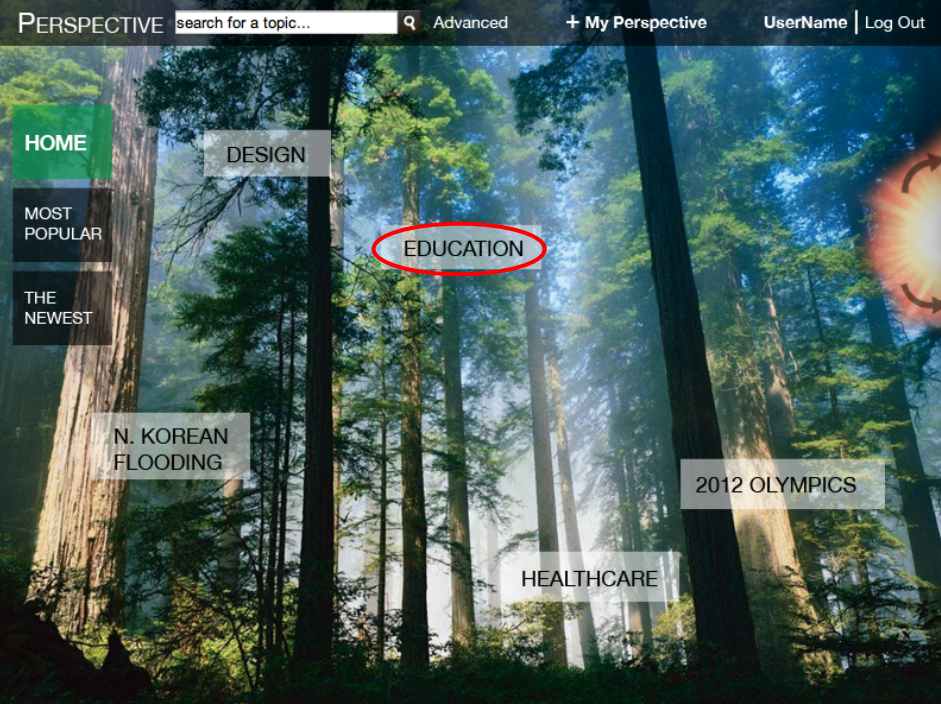 PERSPECTIVE search for a topic... Advanced + My Perspective UserName | Log Out
HOME
DESIGN
MOST
POPULAR
EDUCATION
THE
NEWEST
N. KOREAN
FLOODING
2012 OLYMPICS
HEALTHCARE